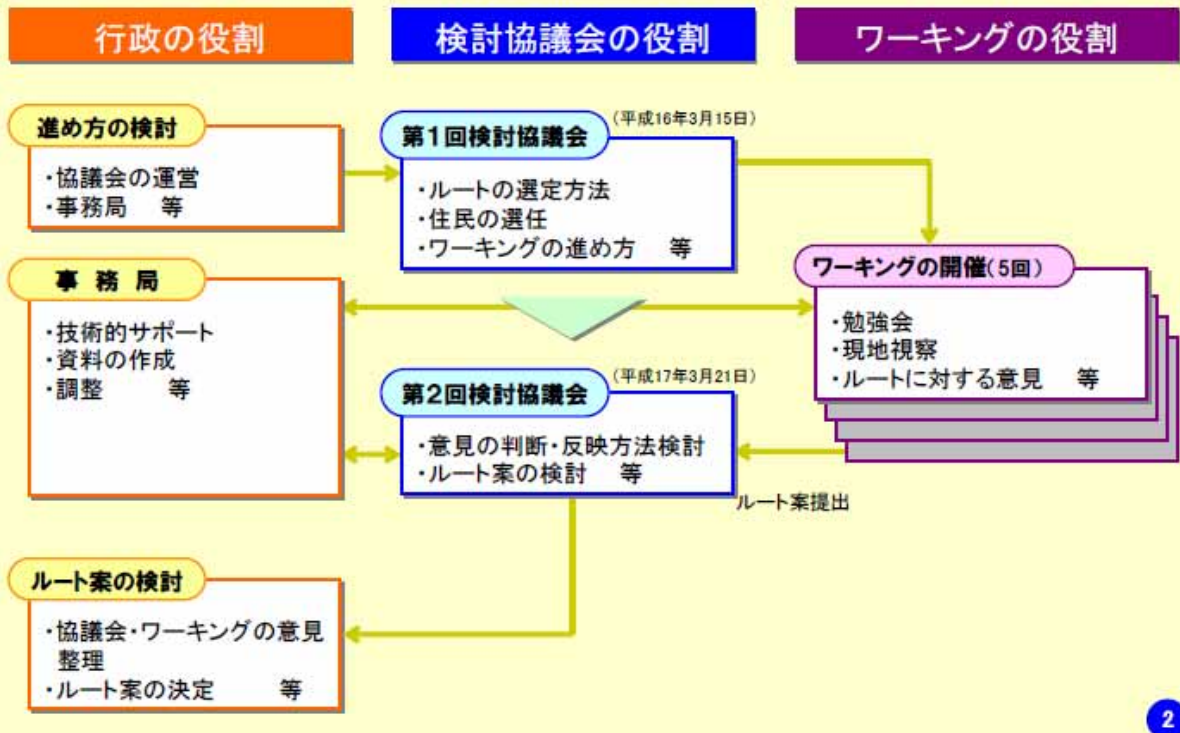 行政の役割
検討協議会の役割
ワーキングの役割
進め方の検討
・協議会の運営
・事務局　等
第1回検討協議会
（平成16年3月15日）
・ルートの選定方法
・住民の選任
・ワーキングの進め方　等
ワーキングの開催（5回）
・勉強会
・現地視察
・ルートに対する意見　等
事 務 局
・技術的サポート
・資料の作成
・調整　　等
第2回検討協議会
（平成17年3月21日）
・意見の判断・反映方法検討
・ルート案の検討　等
ルート案提出
ルート案の検討
・協議会・ワーキングの意見
整理
・ルート案の決定　　等
2